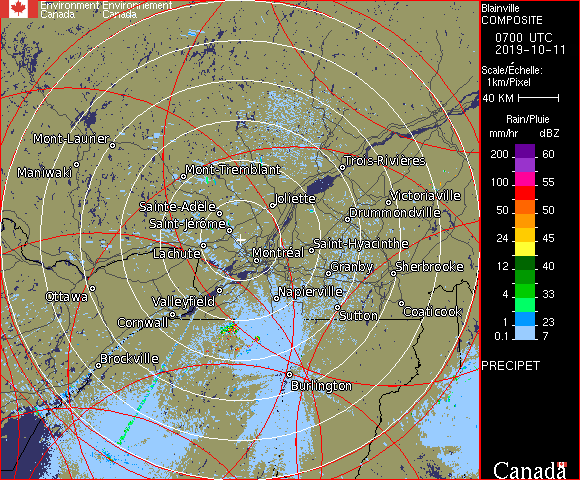 Environment Environnement
Canada Canada
Blainville
COMPOSITE
0700 UTC
2019-10-11
Scale/Échelle:
1km/Pixel
40 KM
Rain/Pluie
mm/hr dBZ
200 60
100 55
50 50
24 45
12 40
4 33
1 23
0.1 7
PRECIPET
Canada
Mont-Laurier
Maniwaki
Mont-Tremblant
Trois-Rivières
Joliette
Victoriaville
Sainte-Adele
Drummondville
Saint-Jérôme
Lachute
Montréal
Saint-Hyacinthe
Granby
Sherbrooke
Ottawa
Valleyfield
Napierville
Cornwall
Sutton
Coaticook
Brockville
Burlington